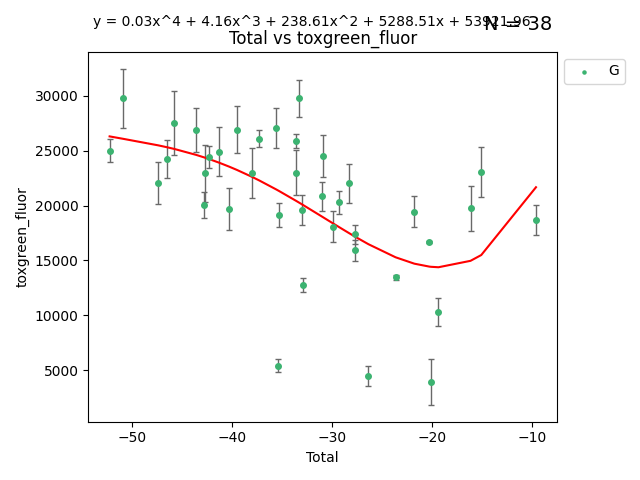 y = 0.03x^4 + 4.16x^3 + 238.61x^2 + 5288.51x + 53921.96
N = 38
Total vs toxgreen_fluor
G
30000
25000
20000
15000
10000
5000
toxgreen_fluor
−50 −40 −30 −20 −10
Total